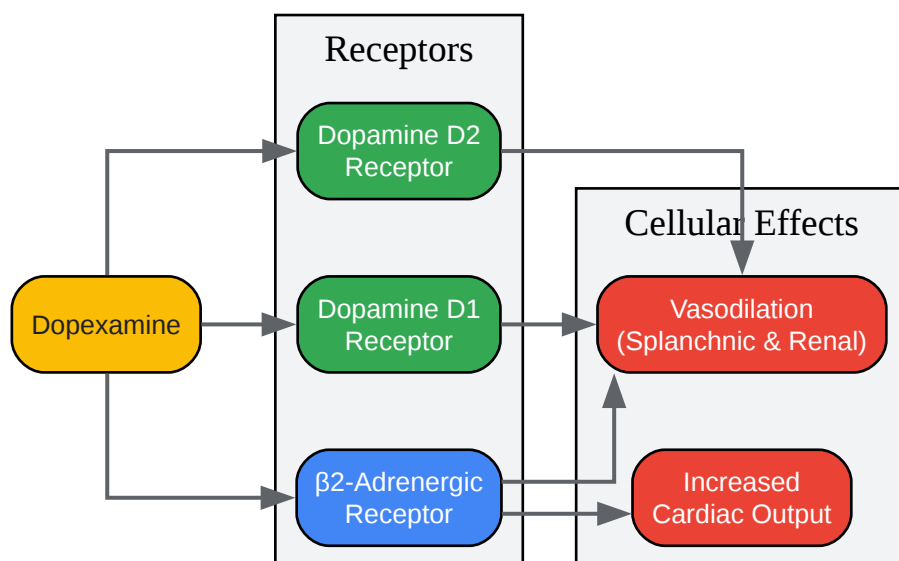 Receptors
Dopamine D2
Receptor
Cellular Effects
Dopexamine
Dopamine D1
Receptor
Vasodilation
(Splanchnic & Renal)
β2-Adrenergic
Receptor
Increased
Cardiac Output